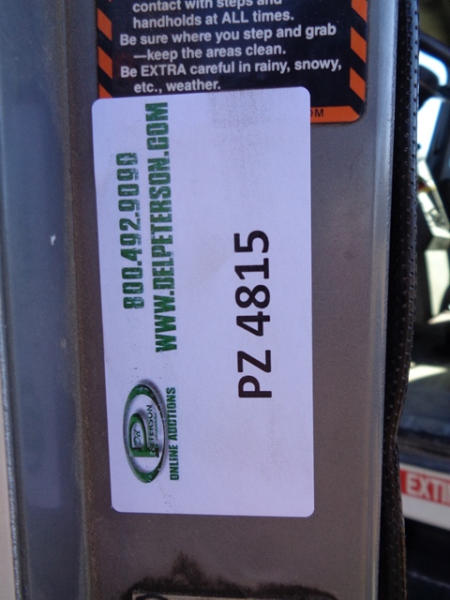 contact with steps and
handholds at ALL times.
Be sure where you step and grab
—keep the areas clean.
Be EXTRA careful in rainy, snowy,
etc., weather.
OM
800.492.9090
WWW.DELPETERSON.COM
PETERSON
ONLINE AUCTIONS
PZ 4815
EXTI